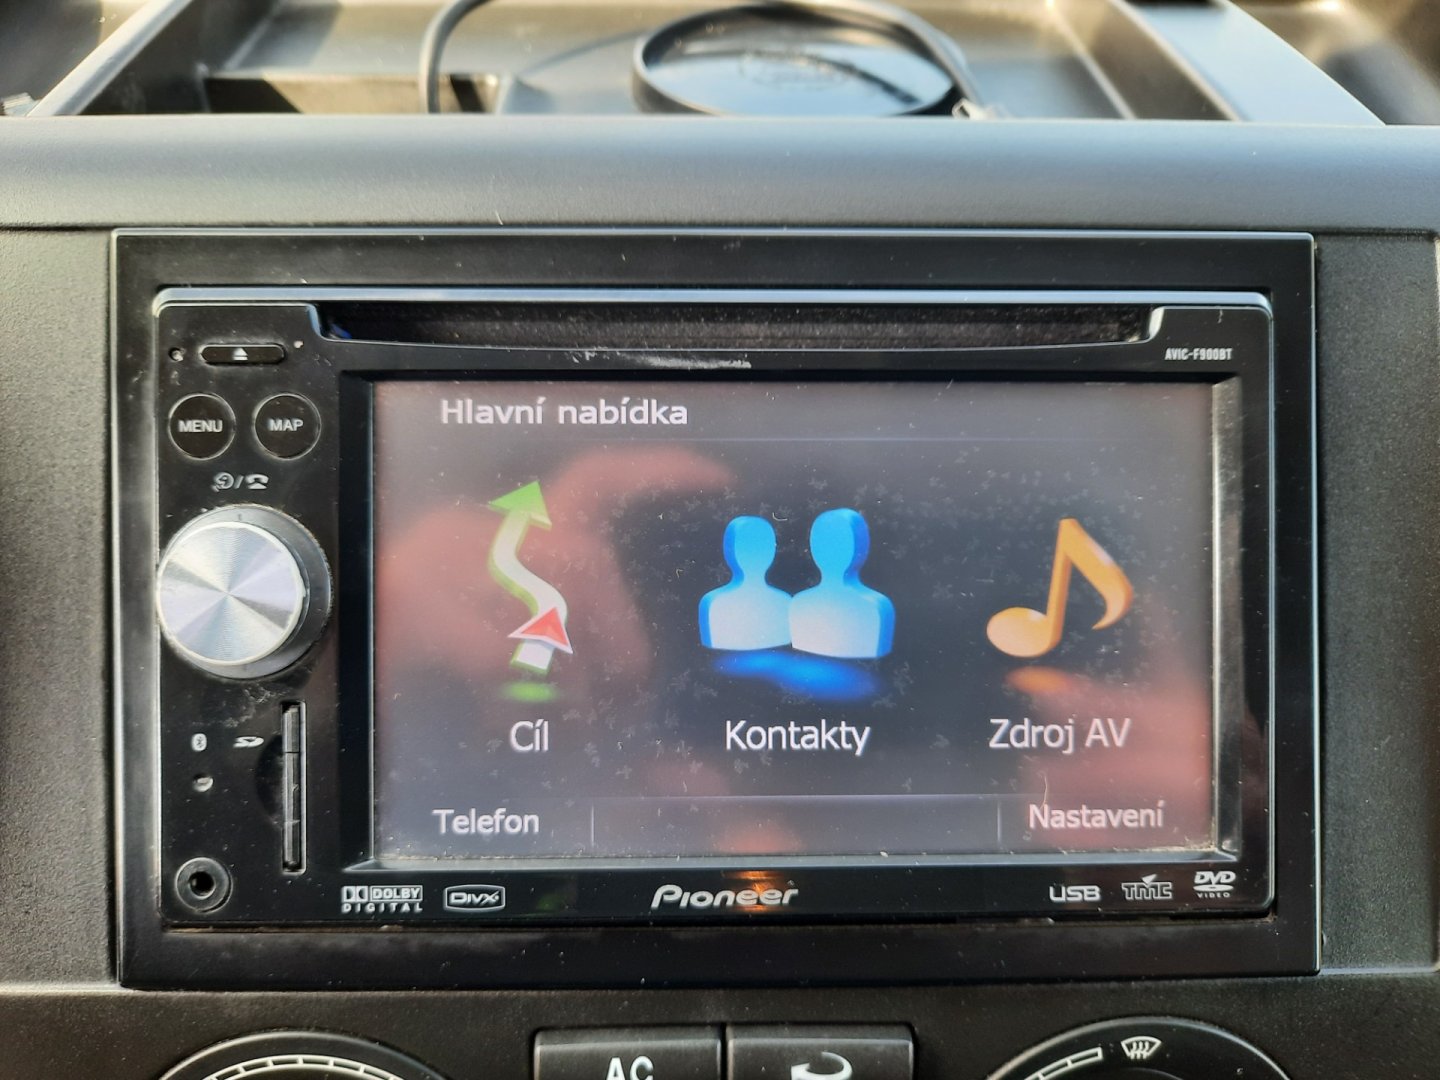 AVIC-F900BT
MENU MAP
Hlavní nabídka
Cíl Kontakty Zdroj AV
Telefon Nastavení
DOLBY DIGITAL DivX Pioneer USB TMC DVD VIDEO
AC